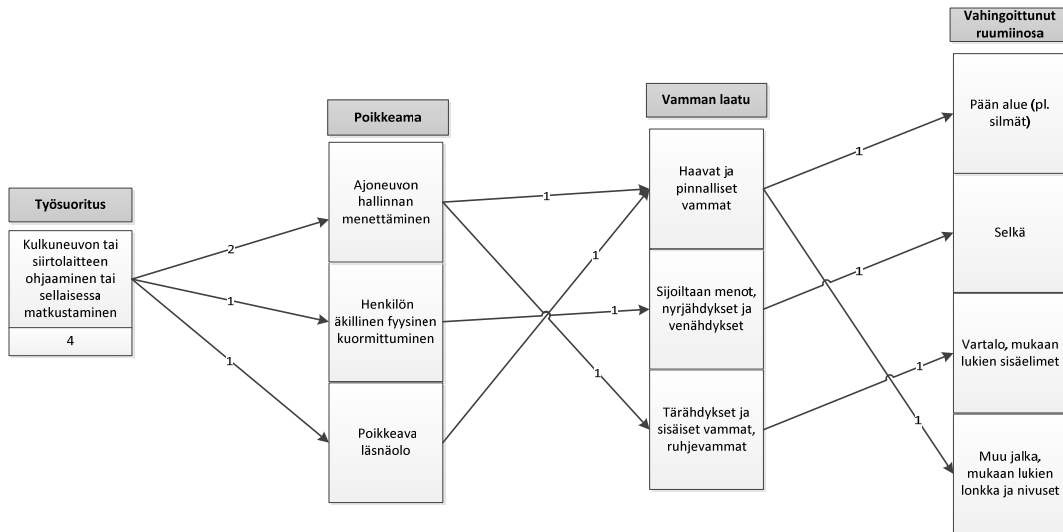 Työsuoritus
Kulkuneuvon tai
siirtolaitteen
ohjaaminen tai
sellaisessa
matkustaminen
4
2
1
1
Poikkeama
Ajoneuvon
hallinnan
menettäminen
Henkilön
äkillinen fyysinen
kuormittuminen
Poikkeava
läsnäolo
1
1
1
1
Vamman laatu
Haavat ja
pinnalliset
vammat
Sijoiltaan menot,
nyrjähdykset ja
venähdykset
Tärähdykset ja
sisäiset vammat,
ruhjevammat
1
1
1
1
Vahingoittunut
ruumiinosa
Pään alue (pl.
silmät)
Selkä
Vartalo, mukaan
lukien sisäelimet
Muu jalka,
mukaan lukien
lonkka ja nivuset